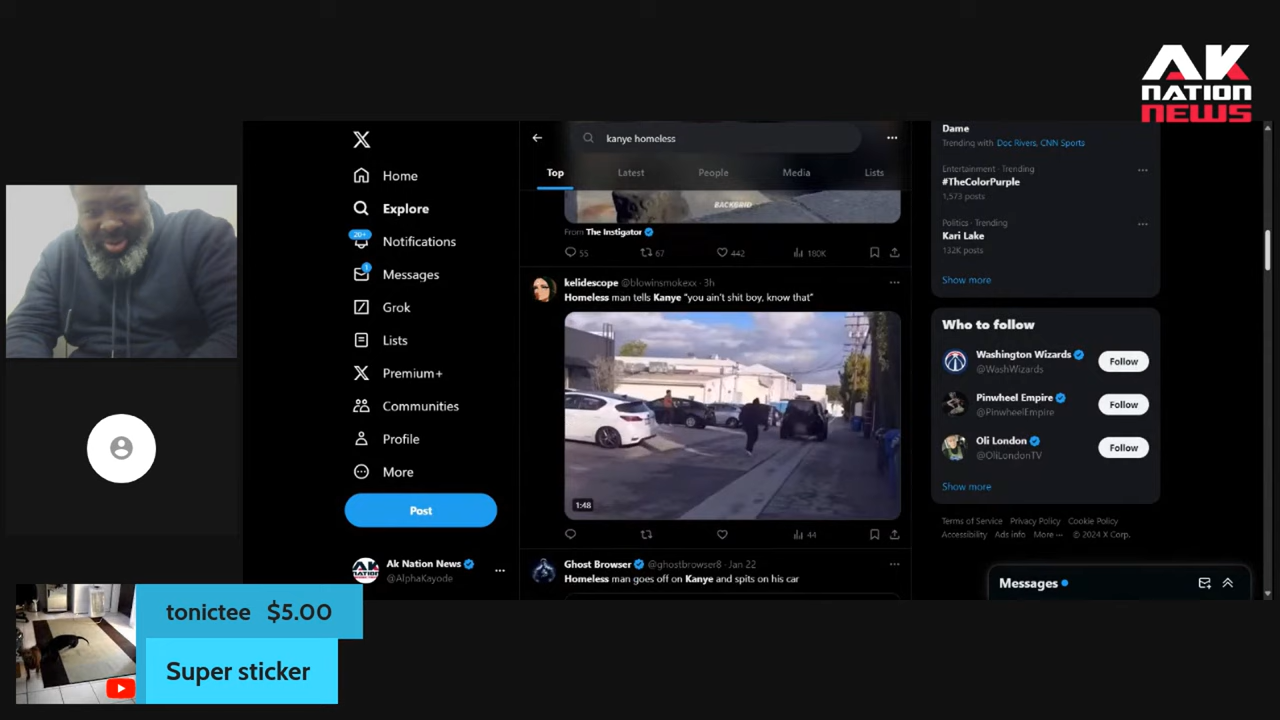 AK
NATION
NEWS
X
Home
Explore
20+
Notifications
1
Messages
Grok
Lists
Premium+
Communities
Profile
More
Post
Ak Nation News
@AlphaKayode
kanye homeless
Top
Latest
People
Media
Lists
BACKGRID
From The Instigator
55
67
442
180K
kelidescope @blowinsmokexx · 3h
Homeless man tells Kanye “you ain't shit boy, know that”
1:48
44
Ghost Browser @ghostbrowser8 · Jan 22
Homeless man goes off on Kanye and spits on his car
Dame
Trending with Doc Rivers, CNN Sports
Entertainment · Trending
#TheColorPurple
1,573 posts
Politics · Trending
Kari Lake
132K posts
Show more
Who to follow
Washington Wizards
@WashWizards
Follow
Pinwheel Empire
@PinwheelEmpire
Follow
Oli London
@OliLondonTV
Follow
Show more
Terms of Service Privacy Policy Cookie Policy
Accessibility Ads info More ··· © 2024 X Corp.
Messages
tonictee $5.00
Super sticker